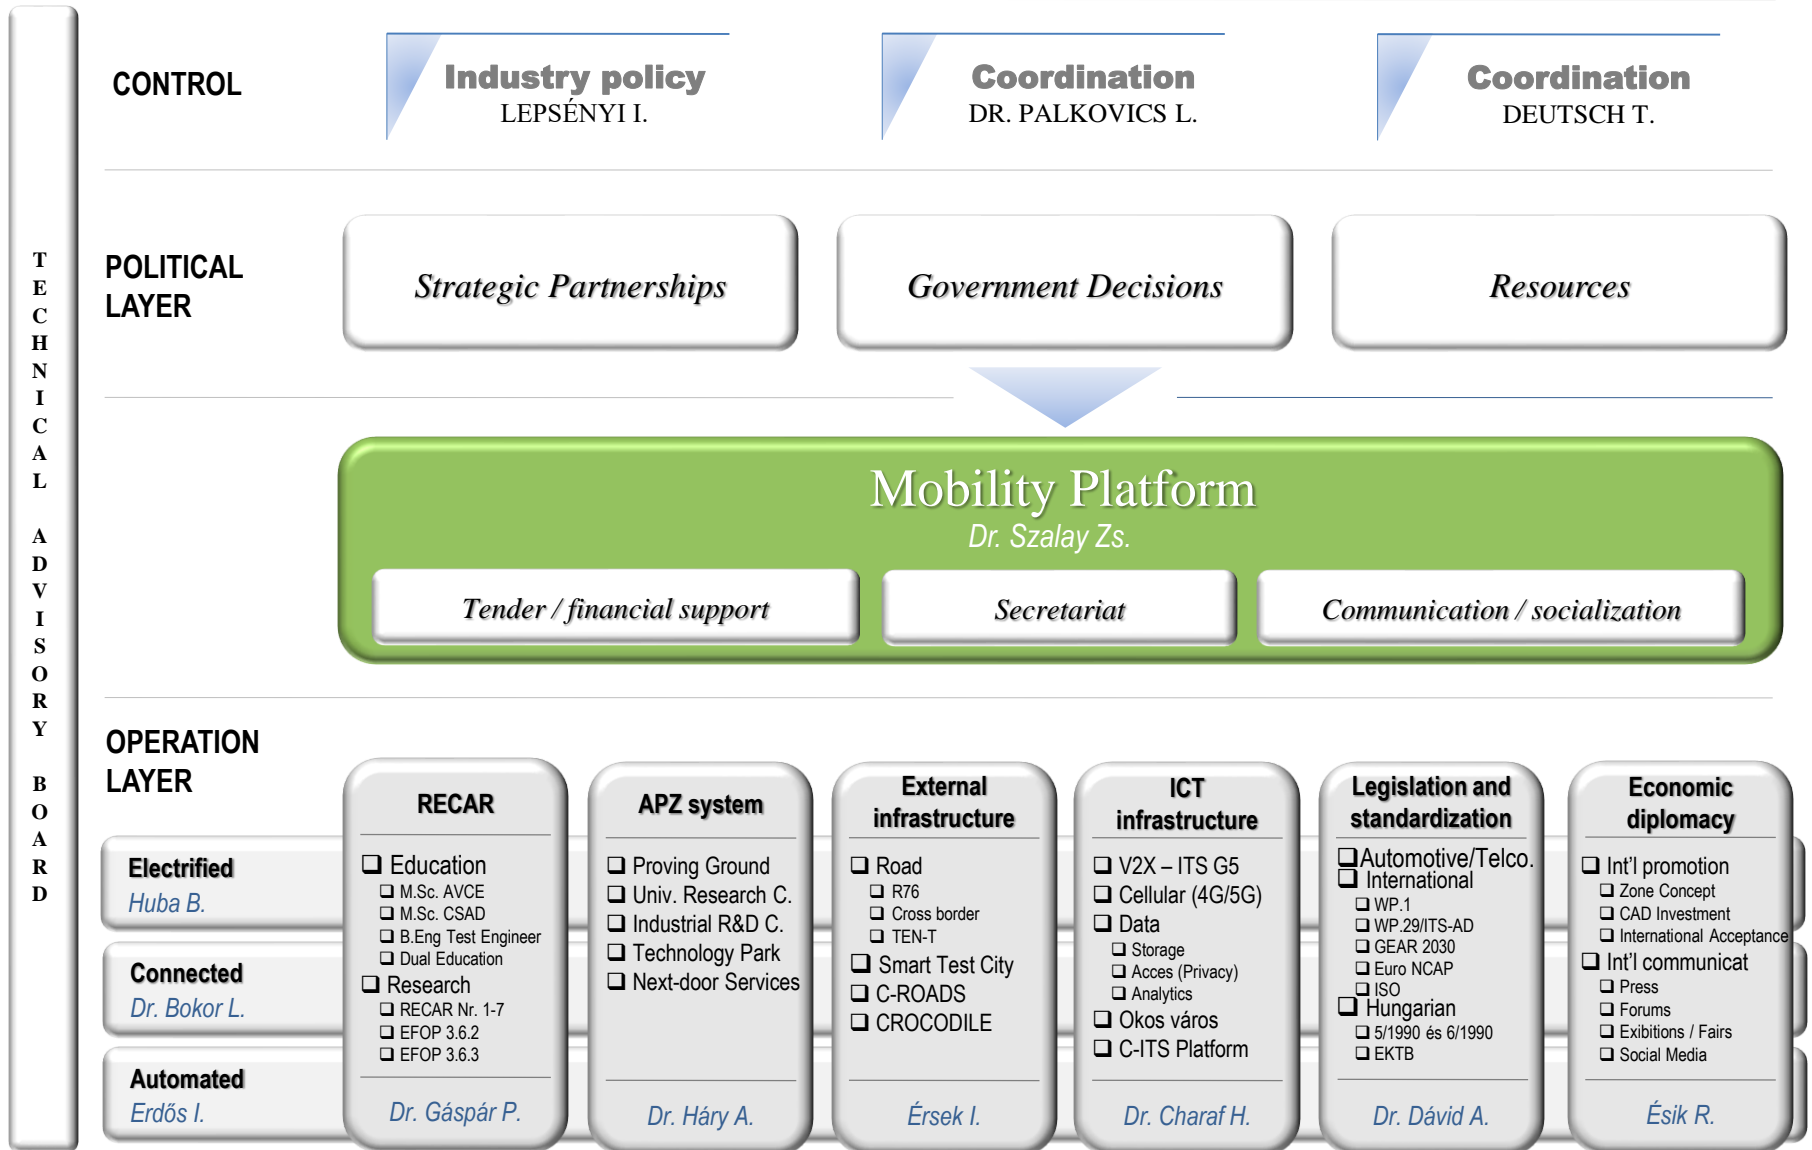 TECHNICAL ADVISORY BOARD
CONTROL
Industry policy
LEPSÉNYI I.
Coordination
DR. PALKOVICS L.
Coordination
DEUTSCH T.
POLITICAL
LAYER
Strategic Partnerships
Government Decisions
Resources
Mobility Platform
Dr. Szalay Zs.
Tender / financial support
Secretariat
Communication / socialization
OPERATION
LAYER
Electrified
Huba B.
Connected
Dr. Bokor L.
Automated
Erdős I.
RECAR
❑ Education
❑ M.Sc. AVCE
❑ M.Sc. CSAD
❑ B.Eng Test Engineer
❑ Dual Education
❑ Research
❑ RECAR Nr. 1-7
❑ EFOP 3.6.2
❑ EFOP 3.6.3
Dr. Gáspár P.
APZ system
❑ Proving Ground
❑ Univ. Research C.
❑ Industrial R&D C.
❑ Technology Park
❑ Next-door Services
Dr. Háry A.
External
infrastructure
❑ Road
❑ R76
❑ Cross border
❑ TEN-T
❑ Smart Test City
❑ C-ROADS
❑ CROCODILE
Érsek I.
ICT
infrastructure
❑ V2X – ITS G5
❑ Cellular (4G/5G)
❑ Data
❑ Storage
❑ Acces (Privacy)
❑ Analytics
❑ Okos város
❑ C-ITS Platform
Dr. Charaf H.
Legislation and
standardization
❑Automotive/Telco.
❑ International
❑ WP.1
❑ WP.29/ITS-AD
❑ GEAR 2030
❑ Euro NCAP
❑ ISO
❑ Hungarian
❑ 5/1990 és 6/1990
❑ EKTB
Dr. Dávid A.
Economic
diplomacy
❑ Int'l promotion
❑ Zone Concept
❑ CAD Investment
❑ International Acceptance
❑ Int'l communicat
❑ Press
❑ Forums
❑ Exibitions / Fairs
❑ Social Media
Ésik R.